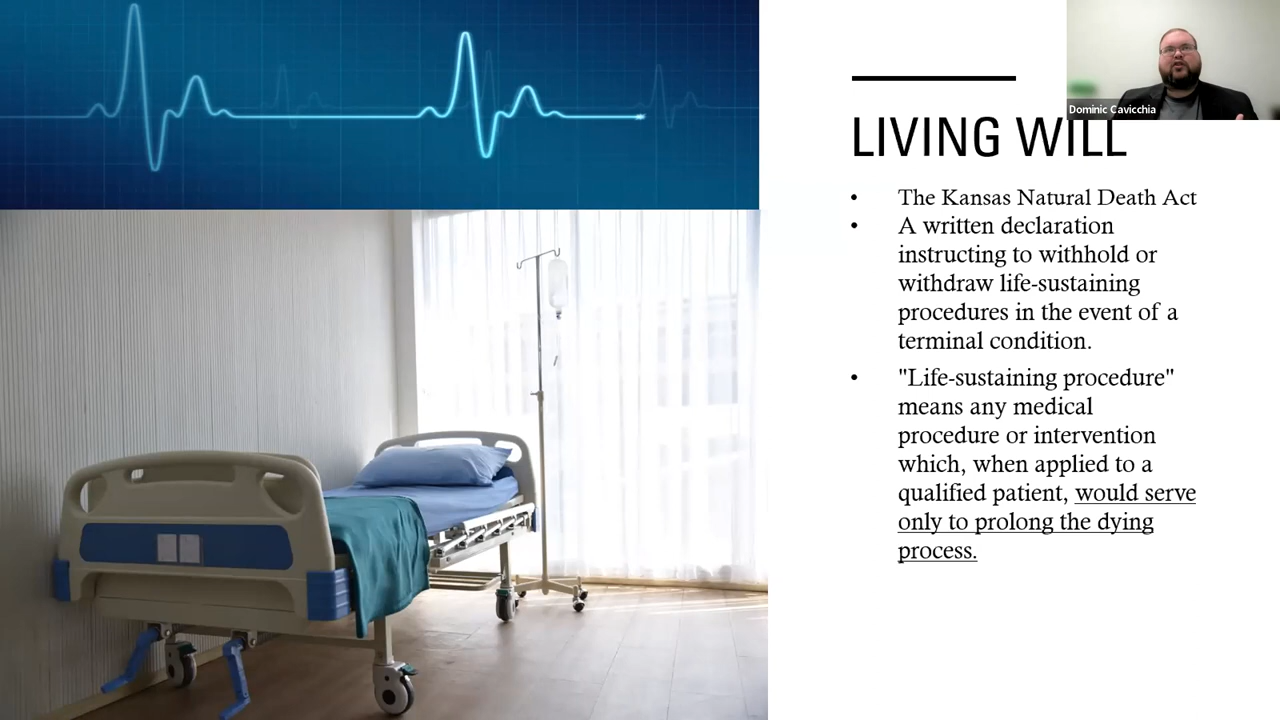 Dominic Cavicchia
LIVING WILL
• The Kansas Natural Death Act
• A written declaration
instructing to withhold or
withdraw life-sustaining
procedures in the event of a
terminal condition.
• "Life-sustaining procedure"
means any medical
procedure or intervention
which, when applied to a
qualified patient, would serve
only to prolong the dying
process.